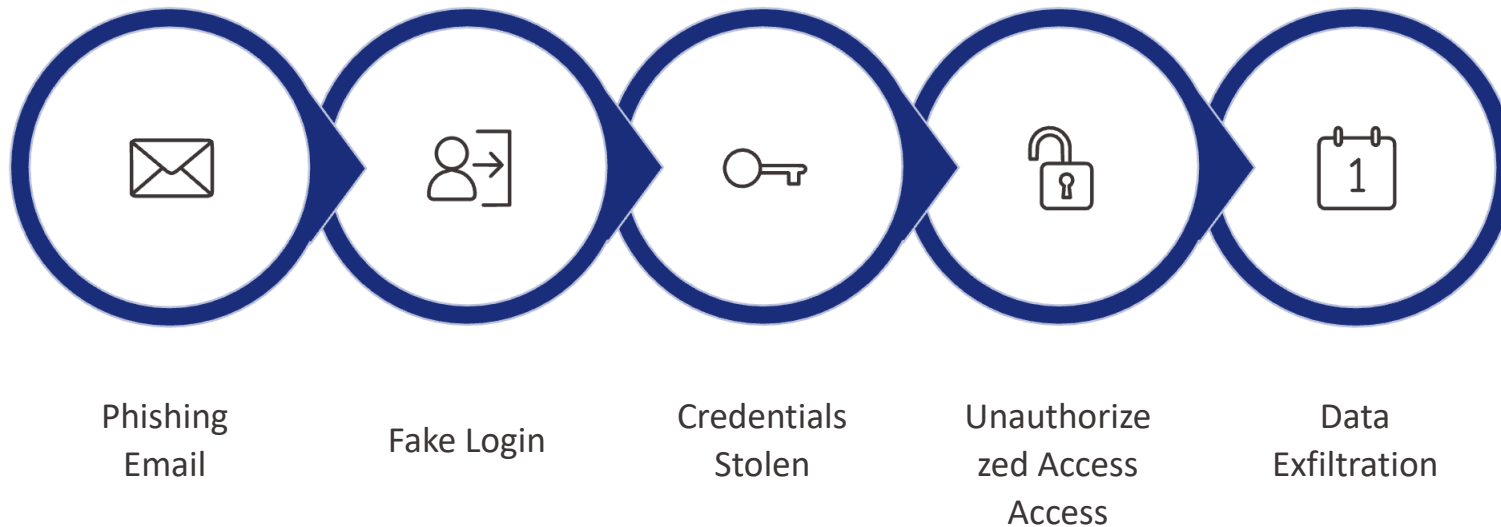 1
Phishing
Email
Fake Login
Credentials
Stolen
Unauthorize
zed Access
Access
Data
Exfiltration